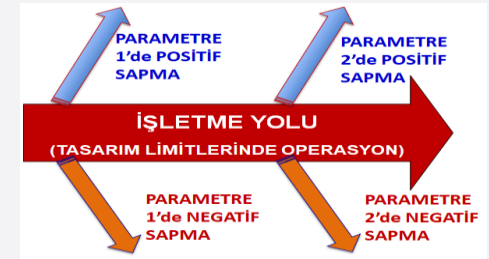 PARAMETRE
1’de POSİTİF
SAPMA
PARAMETRE
2’de POSİTİF
SAPMA
İŞLETME YOLU
(TASARIM LİMİTLERİNDE OPERASYON)
PARAMETRE
1’de NEGATİF
SAPMA
PARAMETRE
2’de NEGATİF
SAPMA